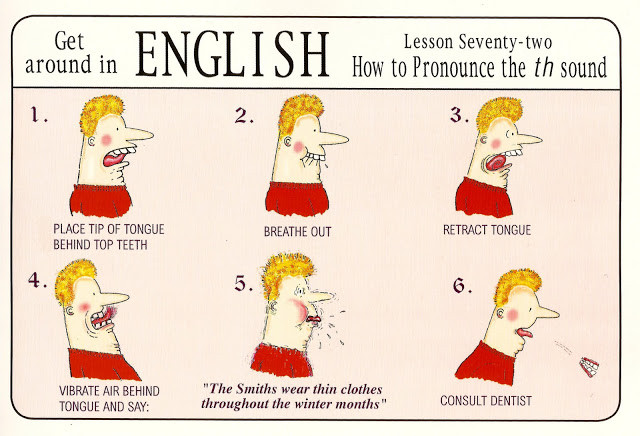 Get
around in
ENGLISH
Lesson Seventy-two
How to Pronounce the th sound
1.
PLACE TIP OF TONGUE
BEHIND TOP TEETH
2.
BREATHE OUT
3.
RETRACT TONGUE
4.
VIBRATE AIR BEHIND
TONGUE AND SAY:
5.
"The Smiths wear thin clothes
throughout the winter months"
6.
CONSULT DENTIST